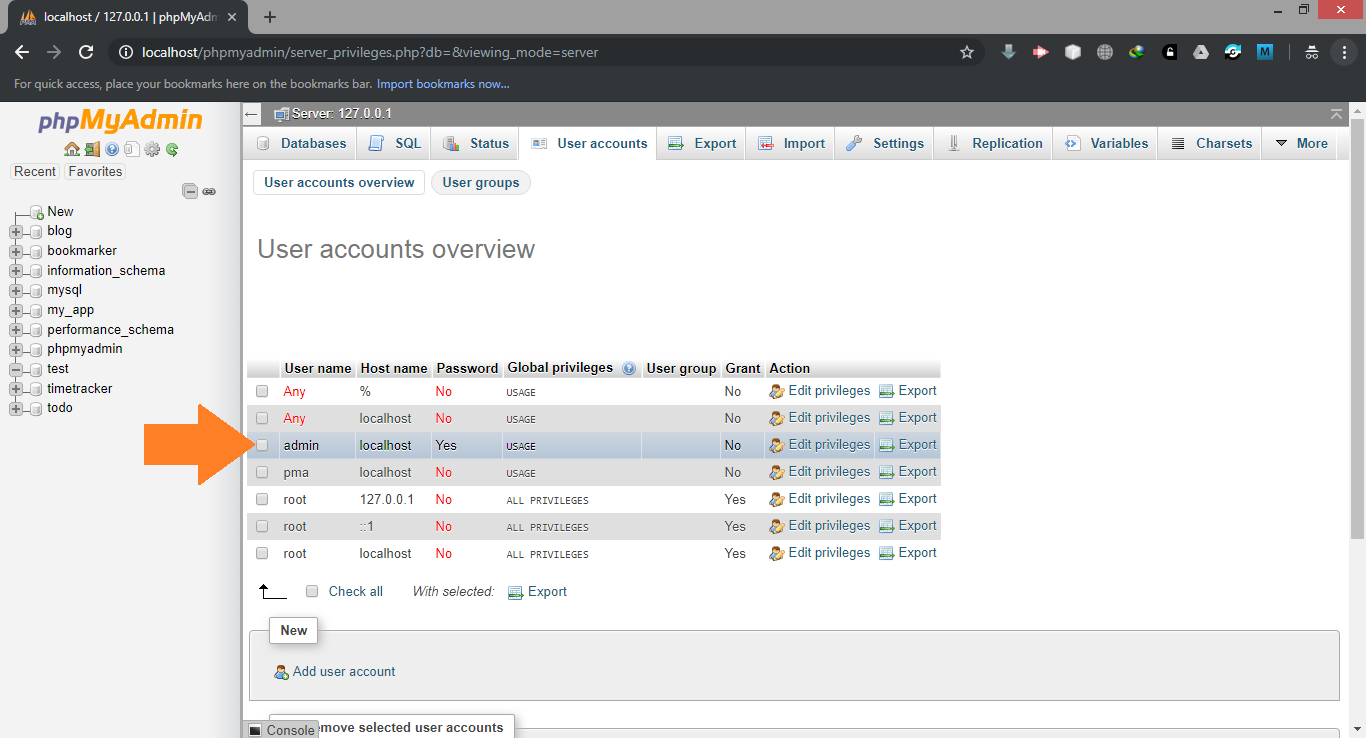 localhost / 127.0.0.1 | phpMyAdm
localhost/phpmyadmin/server_privileges.php?db=&viewing_mode=server
For quick access, place your bookmarks here on the bookmarks bar. Import bookmarks now...
phpMyAdmin
Recent Favorites
New
blog
bookmarker
information_schema
mysql
my_app
performance_schema
phpmyadmin
test
timetracker
todo
Server: 127.0.0.1
Databases SQL Status User accounts Export Import Settings Replication Variables Charsets More
User accounts overview User groups
User accounts overview
User name Host name Password Global privileges User group Grant Action
Any % No USAGE No Edit privileges Export
Any localhost No USAGE No Edit privileges Export
admin localhost Yes USAGE No Edit privileges Export
pma localhost No USAGE No Edit privileges Export
root 127.0.0.1 No ALL PRIVILEGES Yes Edit privileges Export
root ::1 No ALL PRIVILEGES Yes Edit privileges Export
root localhost No ALL PRIVILEGES Yes Edit privileges Export
Check all With selected: Export
New
Add user account
Console move selected user accounts